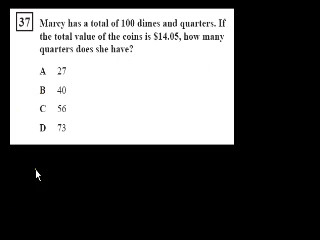 37 Marcy has a total of 100 dimes and quarters. If
the total value of the coins is $14.05, how many
quarters does she have?
A 27
B 40
C 56
D 73